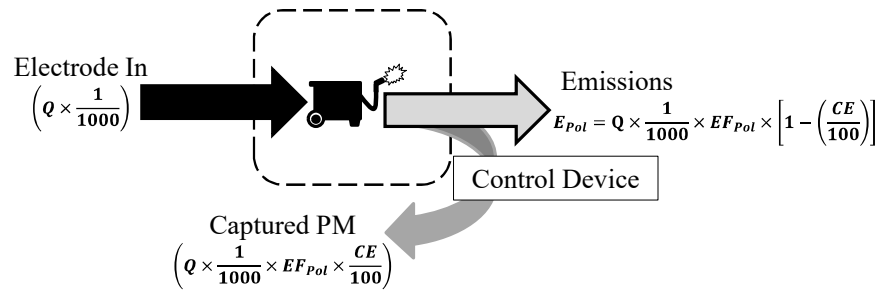 Electrode In
(Q × 1/1000)
Emissions
E_Pol = Q × 1/1000 × EF_Pol × [1 − (CE/100)]
Control Device
Captured PM
(Q × 1/1000 × EF_Pol × CE/100)